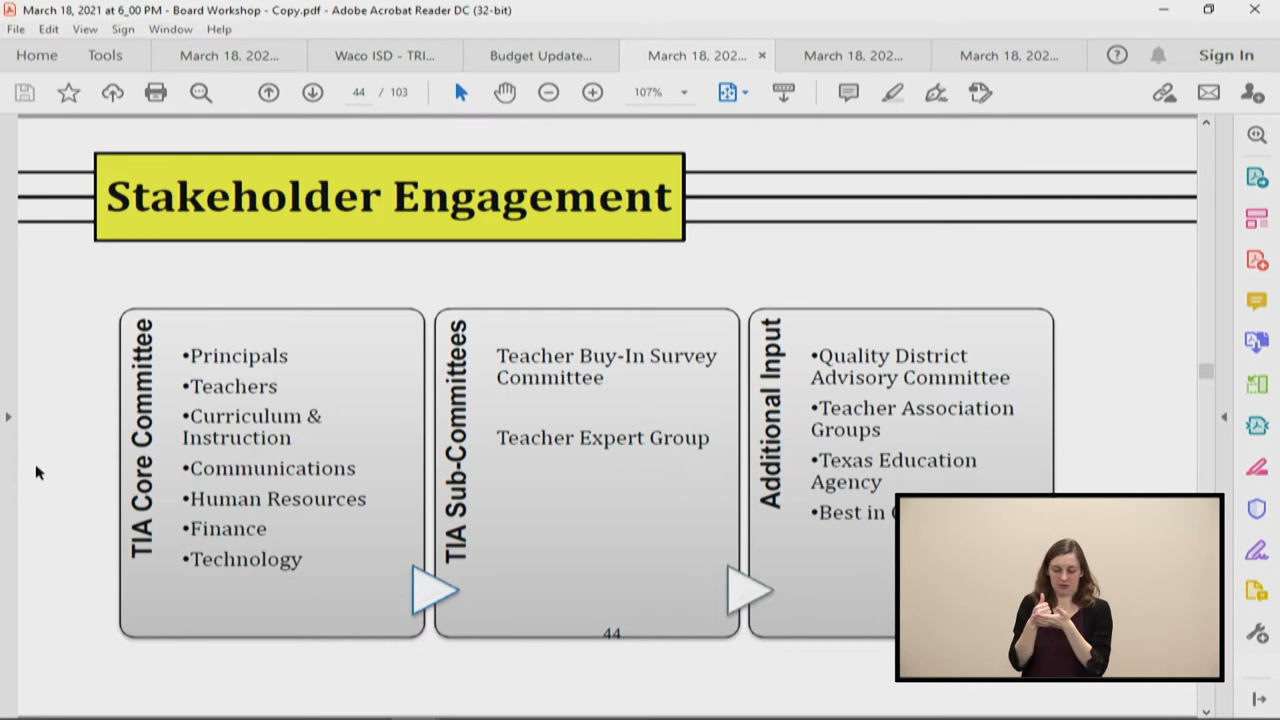 March 18, 2021 at 6_00 PM - Board Workshop - Copy.pdf - Adobe Acrobat Reader DC (32-bit)
File Edit View Sign Window Help
Home Tools March 18, 202... Waco ISD - TRI... Budget Update... March 18, 202... × March 18, 202... March 18, 202... Sign In
44 / 103 107%
Stakeholder Engagement
TIA Core Committee
•Principals
•Teachers
•Curriculum &
Instruction
•Communications
•Human Resources
•Finance
•Technology
TIA Sub-Committees
Teacher Buy-In Survey
Committee
Teacher Expert Group
Additional Input
•Quality District
Advisory Committee
•Teacher Association
Groups
•Texas Education
Agency
•Best in
44